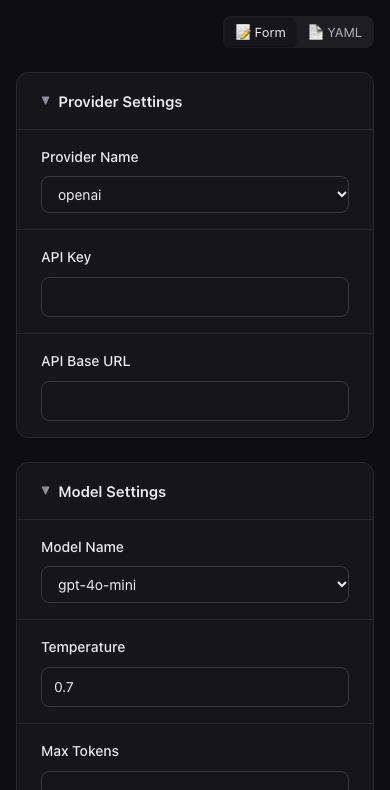 📝 Form 📄 YAML
▼ Provider Settings
Provider Name
openai
API Key
API Base URL
▼ Model Settings
Model Name
gpt-4o-mini
Temperature
0.7
Max Tokens